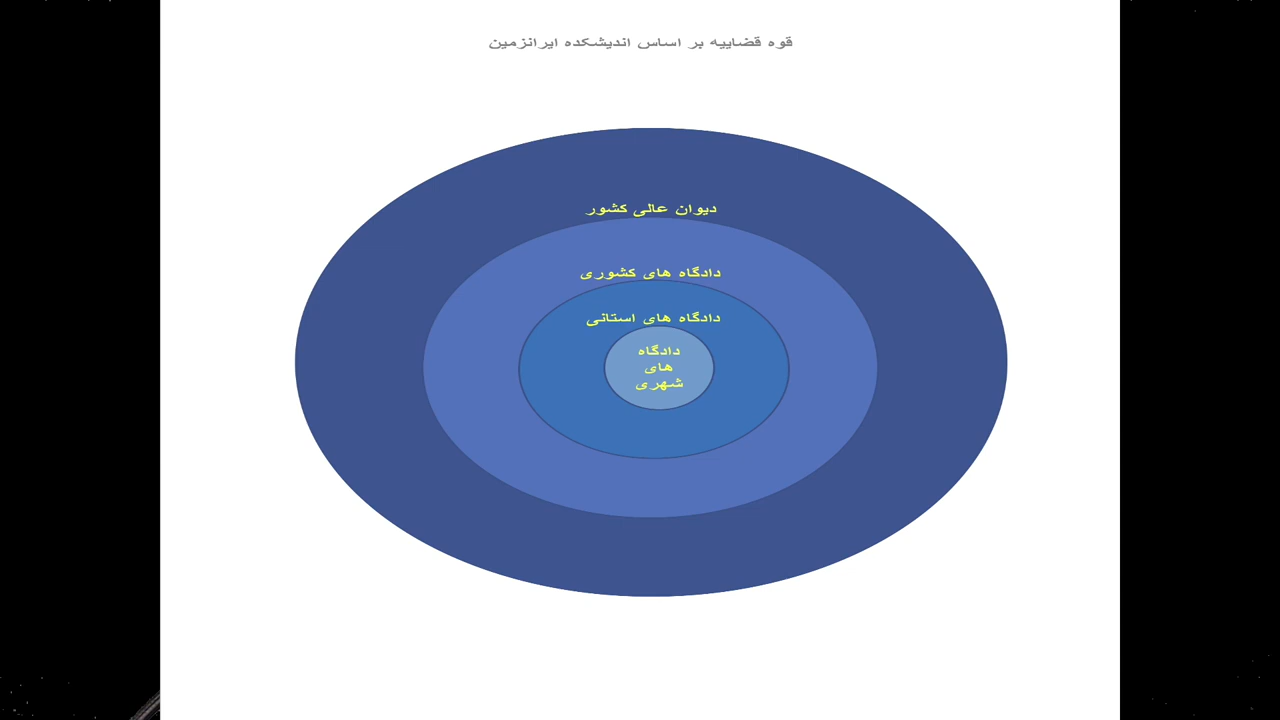 قوه قضاییه بر اساس اندیشکده ایرانزمین
دیوان عالی کشور
دادگاه های کشوری
دادگاه های استانی
دادگاه
های
شهری